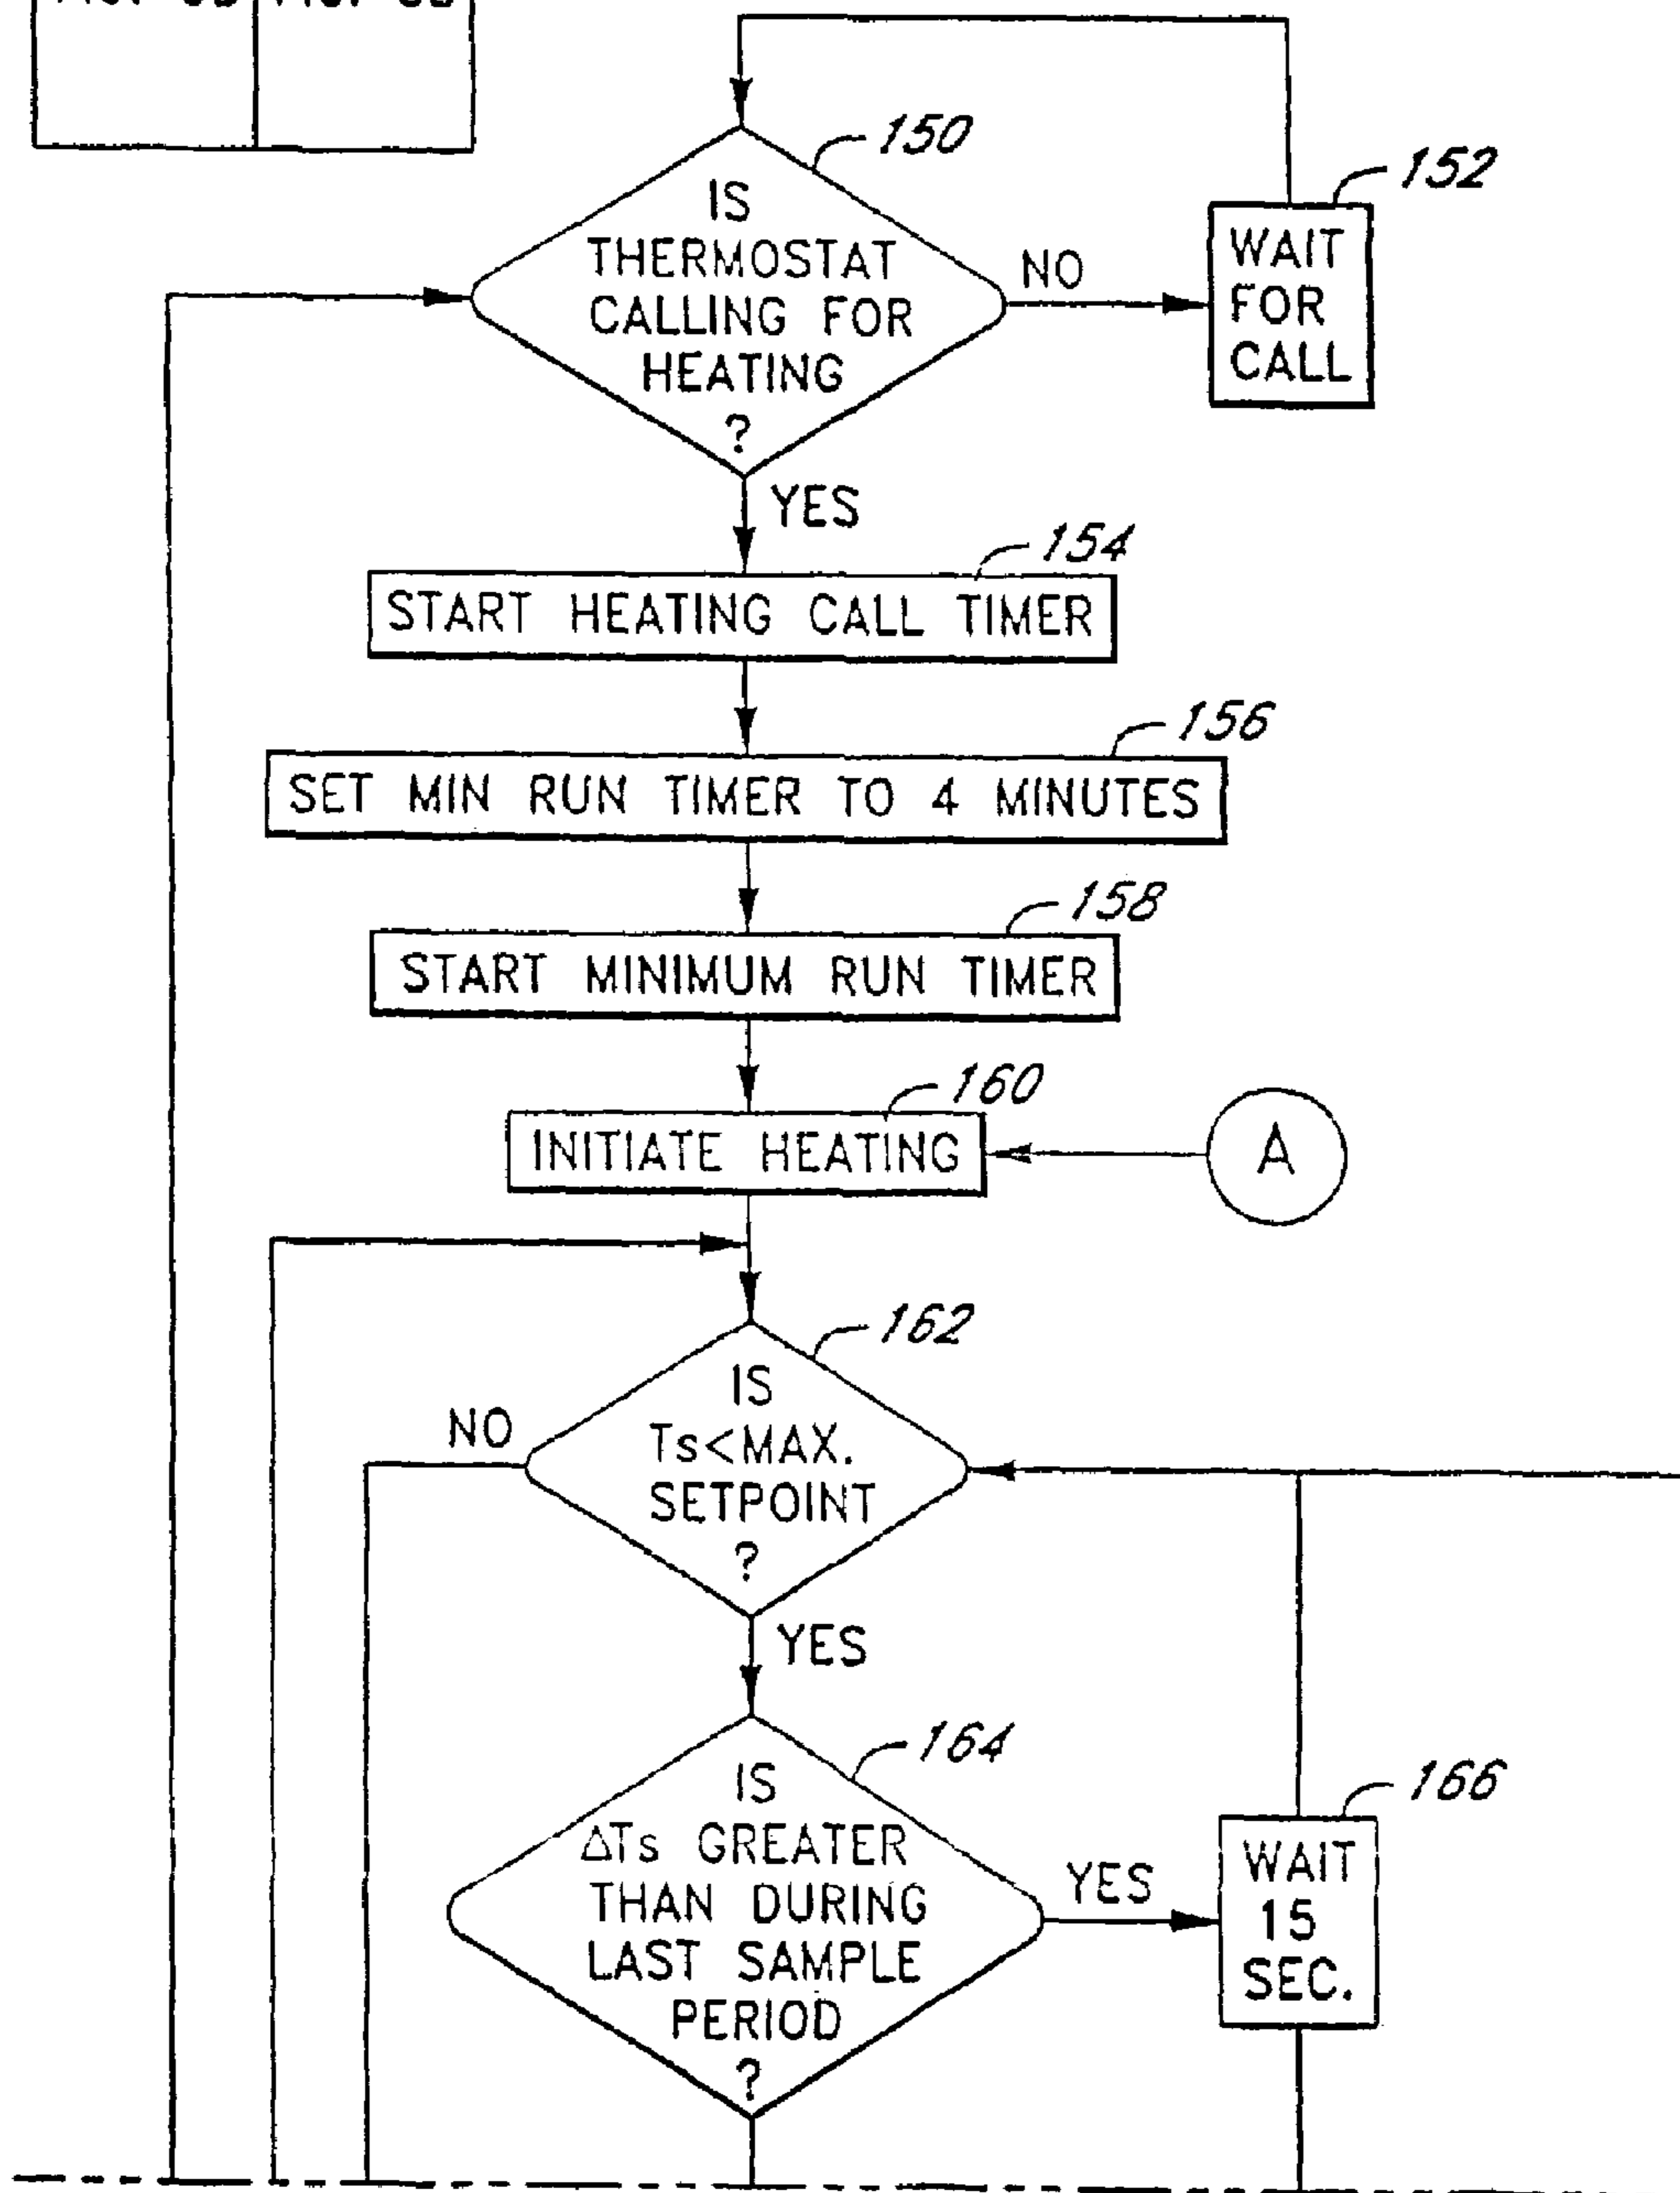 150
IS
THERMOSTAT
CALLING FOR
HEATING
?
NO
152
WAIT
FOR
CALL
YES
154
START HEATING CALL TIMER
156
SET MIN RUN TIMER TO 4 MINUTES
158
START MINIMUM RUN TIMER
160
INITIATE HEATING
A
162
IS
Ts<MAX.
SETPOINT
?
NO
YES
164
IS
ΔTs GREATER
THAN DURING
LAST SAMPLE
PERIOD
?
YES
166
WAIT
15
SEC.